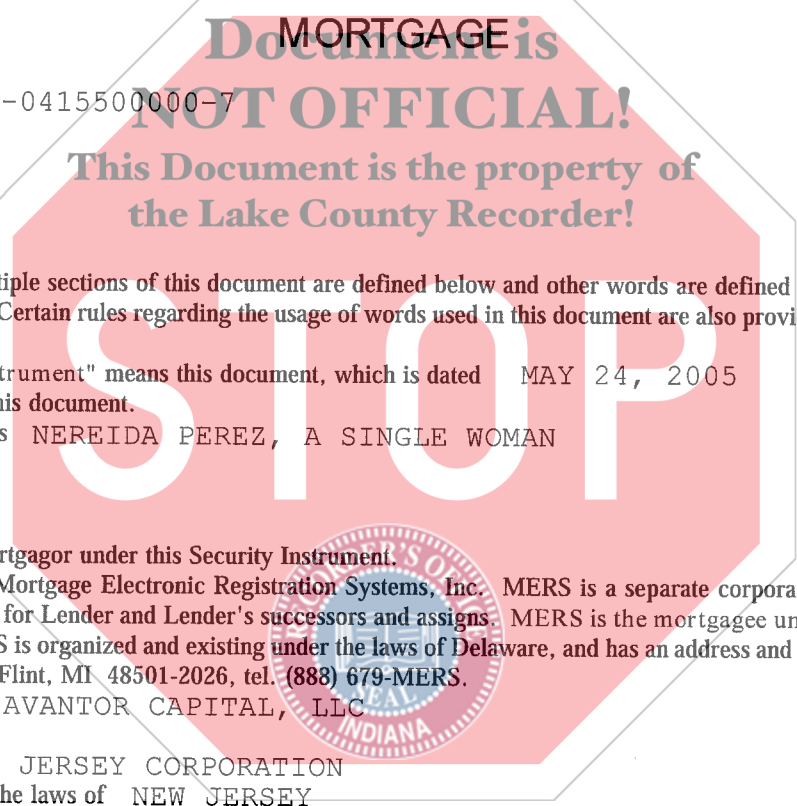 MORTGAGE
Document is
-0415500000-7
NOT OFFICIAL!
This Document is the property of
the Lake County Recorder!
tiple sections of this document are defined below and other words are defined
Certain rules regarding the usage of words used in this document are also provi
STOP
trument" means this document, which is dated MAY 24, 2005
his document.
s NEREIDA PEREZ, A SINGLE WOMAN
rtgagor under this Security Instrument.
Mortgage Electronic Registration Systems, Inc. MERS is a separate corpora
for Lender and Lender's successors and assigns. MERS is the mortgagee un
S is organized and existing under the laws of Delaware, and has an address and
Flint, MI 48501-2026, tel. (888) 679-MERS.
RECORDER'S OFFICE
SEAL
INDIANA
AVANTOR CAPITAL, LLC
JERSEY CORPORATION
he laws of NEW JERSEY